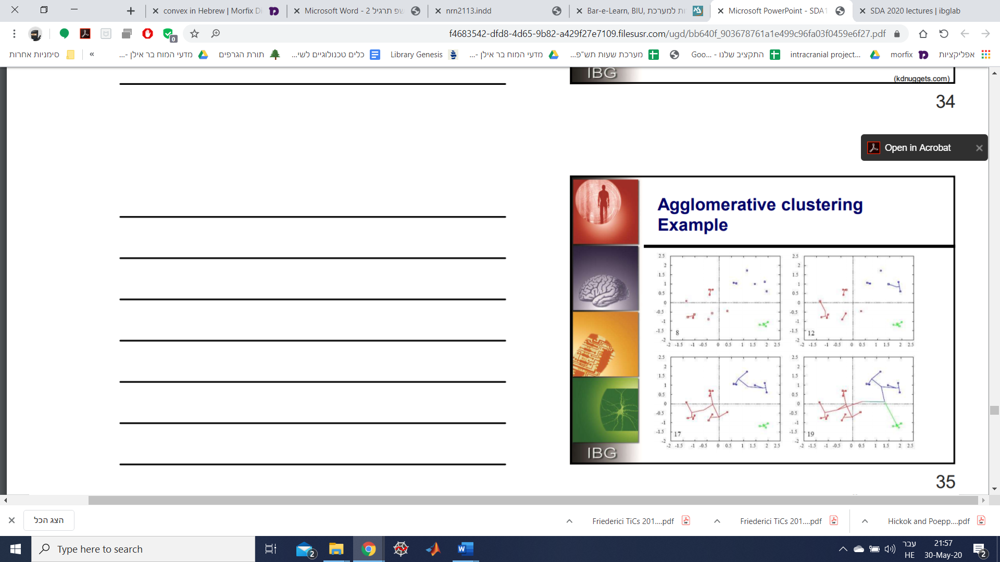 convex in Hebrew | Morfix Di
Microsoft Word - 2 שפ תרגיל
nrn2113.indd
Bar-e-Learn, BIU, ות למערכת
Microsoft PowerPoint - SDA1
SDA 2020 lectures | ibglab
f4683542-dfd8-4d65-9b82-a429f27e7109.filesusr.com/ugd/bb640f_903678761a1e499c96fa03f0459e6f27.pdf
0
סימניות אחרות
«
מדעי המוח בר אילן -...
תורת הגרפים
כלים טכנולוגיים לשי...
Library Genesis
מדעי המוח בר אילן -...
מערכת שעות תש"פ...
Goo... - התקציב שלנו
intracranial project...
morfix
אפליקציות
IBG
(kdnuggets.com)
34
Open in Acrobat
Agglomerative clustering
Example
2.5
2
1.5
1
0.5
0
-0.5
-1
-1.5
-2
8
-2 -1.5 -1 -0.5 0 0.5 1 1.5 2 2.5
2.5
2
1.5
1
0.5
0
-0.5
-1
-1.5
-2
12
-2 -1.5 -1 -0.5 0 0.5 1 1.5 2 2.5
2.5
2
1.5
1
0.5
0
-0.5
-1
-1.5
-2
17
-2 -1.5 -1 -0.5 0 0.5 1 1.5 2 2.5
2.5
2
1.5
1
0.5
0
-0.5
-1
-1.5
-2
19
-2 -1.5 -1 -0.5 0 0.5 1 1.5 2 2.5
IBG
35
הצג הכל
Friederici TiCs 201....pdf
Friederici TiCs 201....pdf
Hickok and Poepp....pdf
Type here to search
2
W
עבר
HE
21:57
30-May-20
2